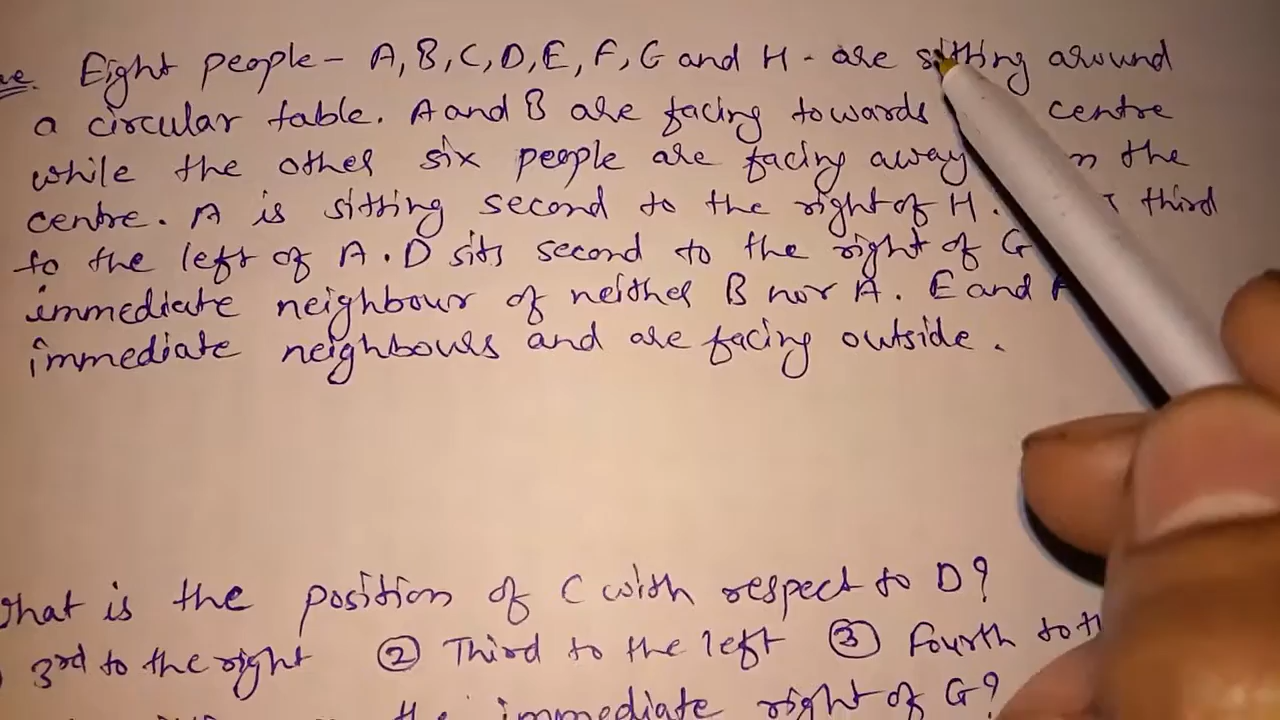 Eight people - A, B, C, D, E, F, G and H - are sitting around
a circular table. A and B are facing towards centre
while the other six people are facing away the
centre. A is sitting second to the right of H. third
to the left of A. D sits second to the right of G
immediate neighbour of neither B nor A. E and
immediate neighbours and are facing outside.
What is the position of C with respect to D?
3rd to the right ② Third to the left ③ Fourth to
the immediate right of G?